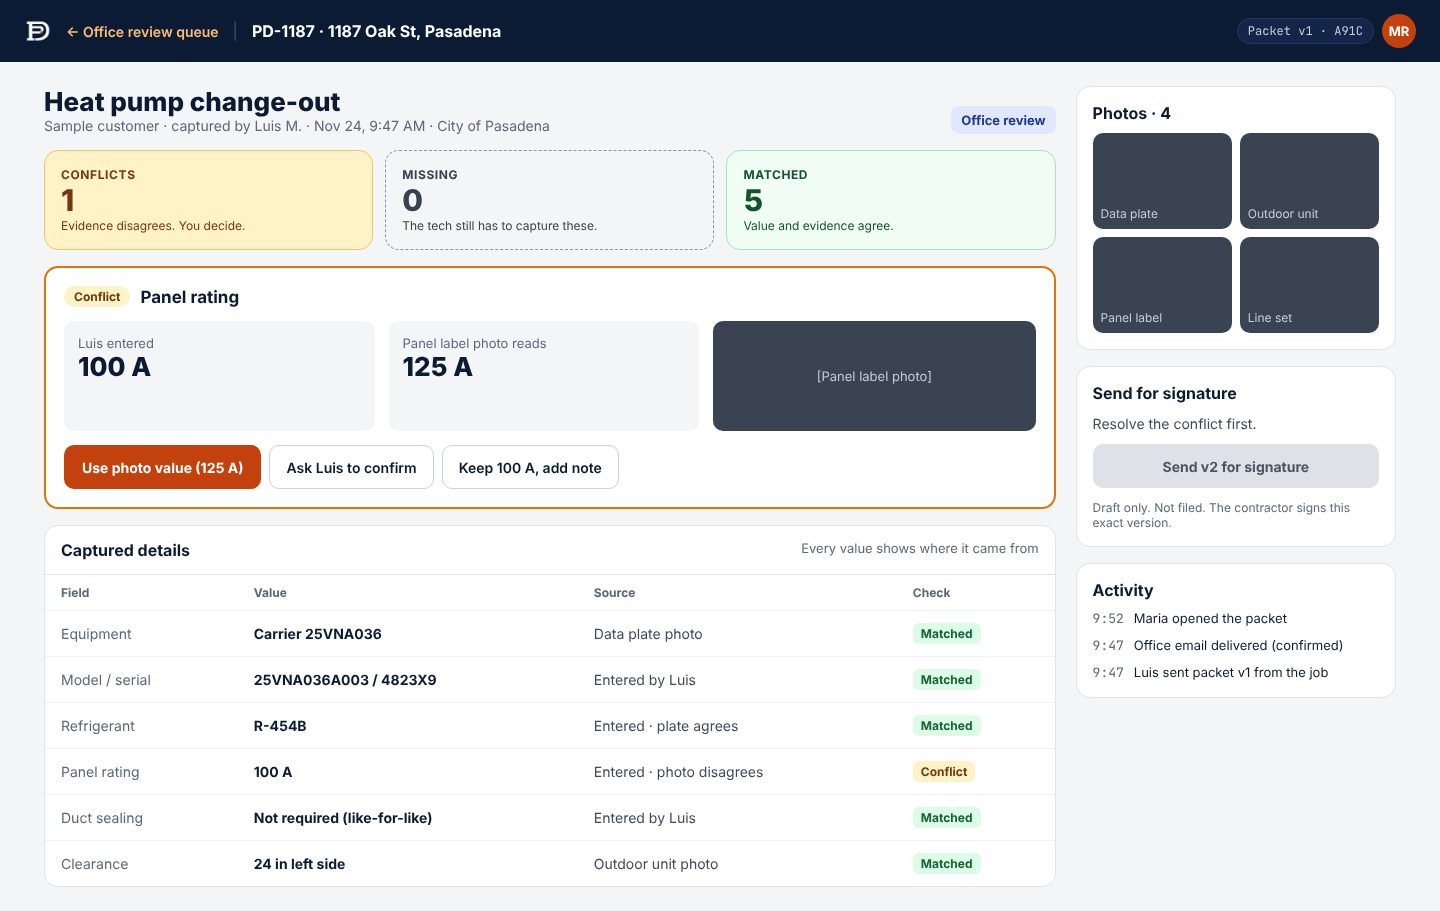 ← Office review queue
PD-1187 · 1187 Oak St, Pasadena
Packet v1 · A91C
MR
Heat pump change-out
Sample customer · captured by Luis M. · Nov 24, 9:47 AM · City of Pasadena
Office review
CONFLICTS
1
Evidence disagrees. You decide.
MISSING
0
The tech still has to capture these.
MATCHED
5
Value and evidence agree.
Conflict
Panel rating
Luis entered
100 A
Panel label photo reads
125 A
[Panel label photo]
Use photo value (125 A)
Ask Luis to confirm
Keep 100 A, add note
Captured details
Every value shows where it came from
Field Value Source Check
Equipment Carrier 25VNA036 Data plate photo Matched
Model / serial 25VNA036A003 / 4823X9 Entered by Luis Matched
Refrigerant R-454B Entered · plate agrees Matched
Panel rating 100 A Entered · photo disagrees Conflict
Duct sealing Not required (like-for-like) Entered by Luis Matched
Clearance 24 in left side Outdoor unit photo Matched
Photos · 4
Data plate
Outdoor unit
Panel label
Line set
Send for signature
Resolve the conflict first.
Send v2 for signature
Draft only. Not filed. The contractor signs this
exact version.
Activity
9:52 Maria opened the packet
9:47 Office email delivered (confirmed)
9:47 Luis sent packet v1 from the job